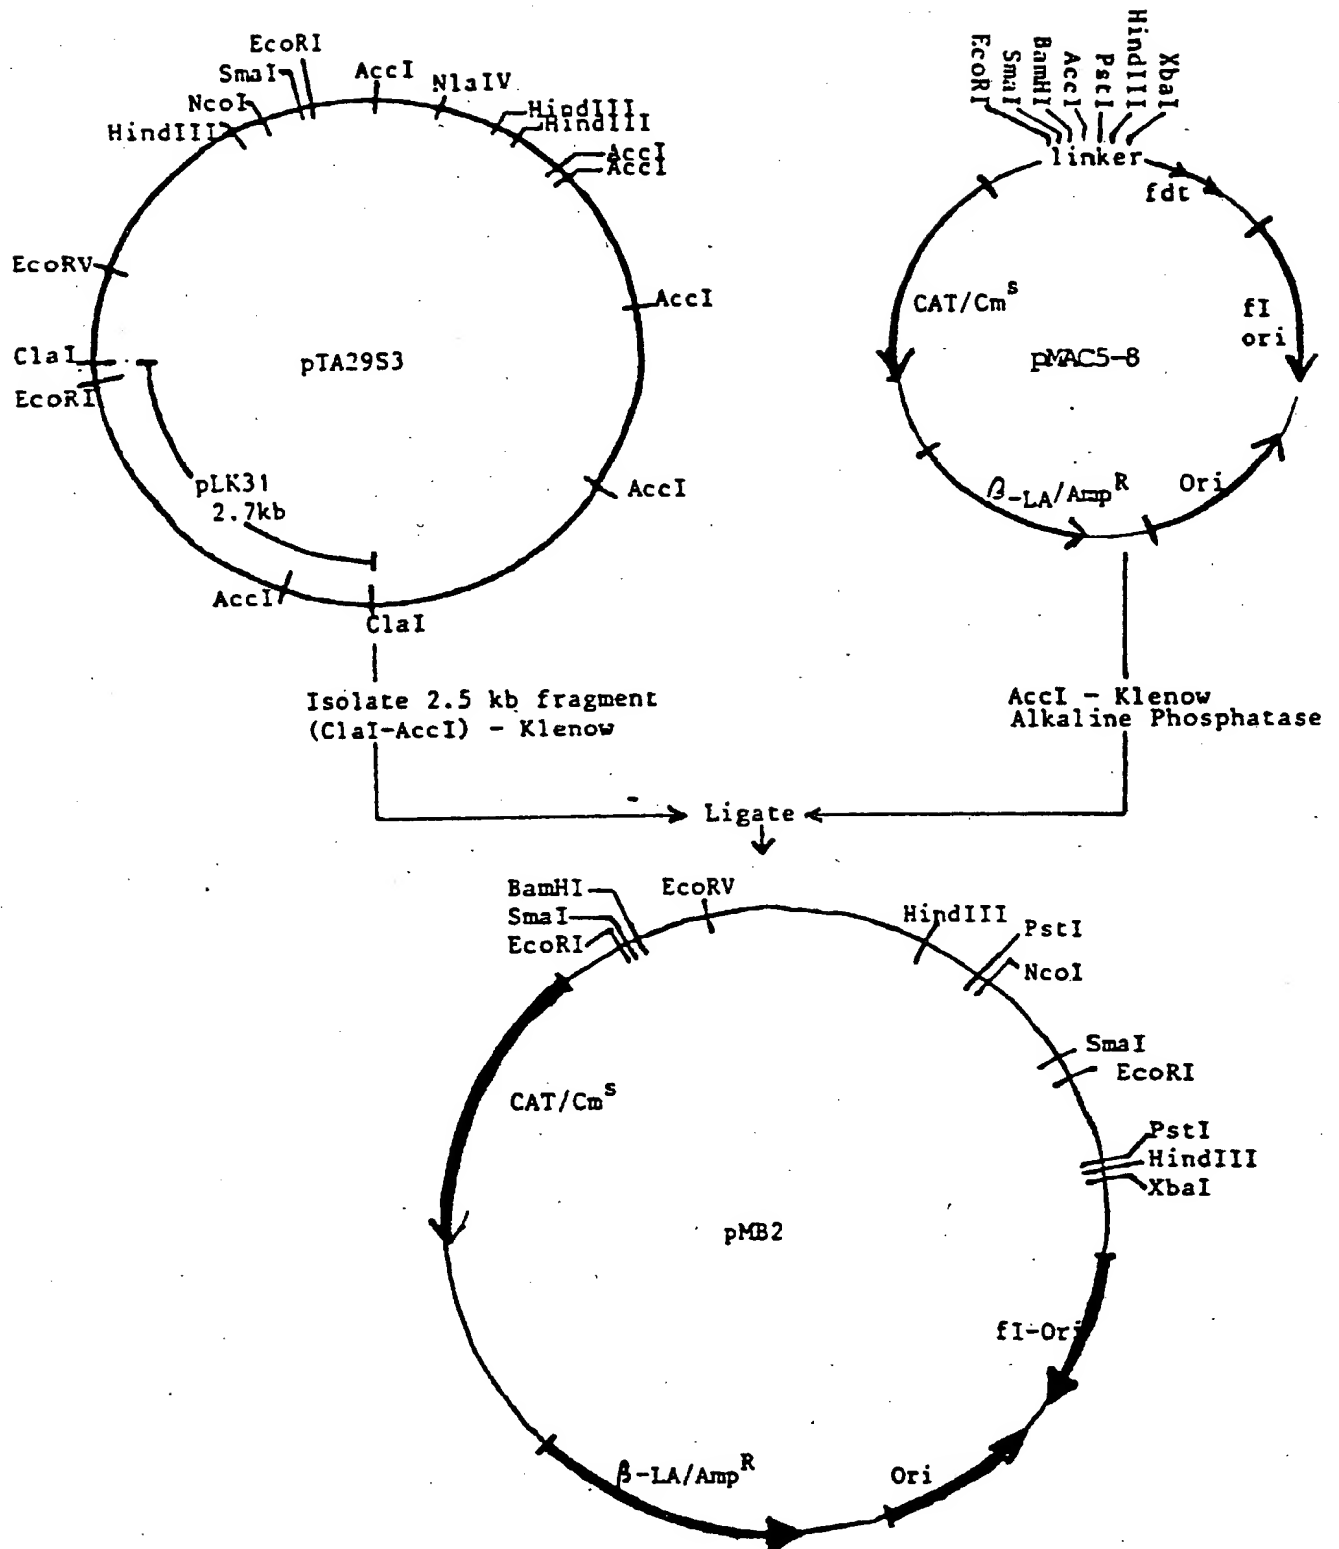 EcoRI
SmaI
AccI
NlaIV
NcoI
HindIII
HindIII
HindIII
AccI
AccI
EcoRV
AccI
ClaI
pTA29S3
EcoRI
pLK31
2.7kb
AccI
AccI
ClaI
EcoRI
SmaI
BamHI
AccI
PstI
HindIII
XbaI
linker
fdt
CAT/Cm^s
fI
ori
pMAC5-8
β-LA/Amp^R
Ori
Isolate 2.5 kb fragment
(ClaI-AccI) - Klenow
AccI - Klenow
Alkaline Phosphatase
Ligate
BamHI
EcoRV
SmaI
HindIII
EcoRI
PstI
NcoI
SmaI
EcoRI
CAT/Cm^s
PstI
HindIII
XbaI
pMB2
fI-Ori
β-LA/Amp^R
Ori